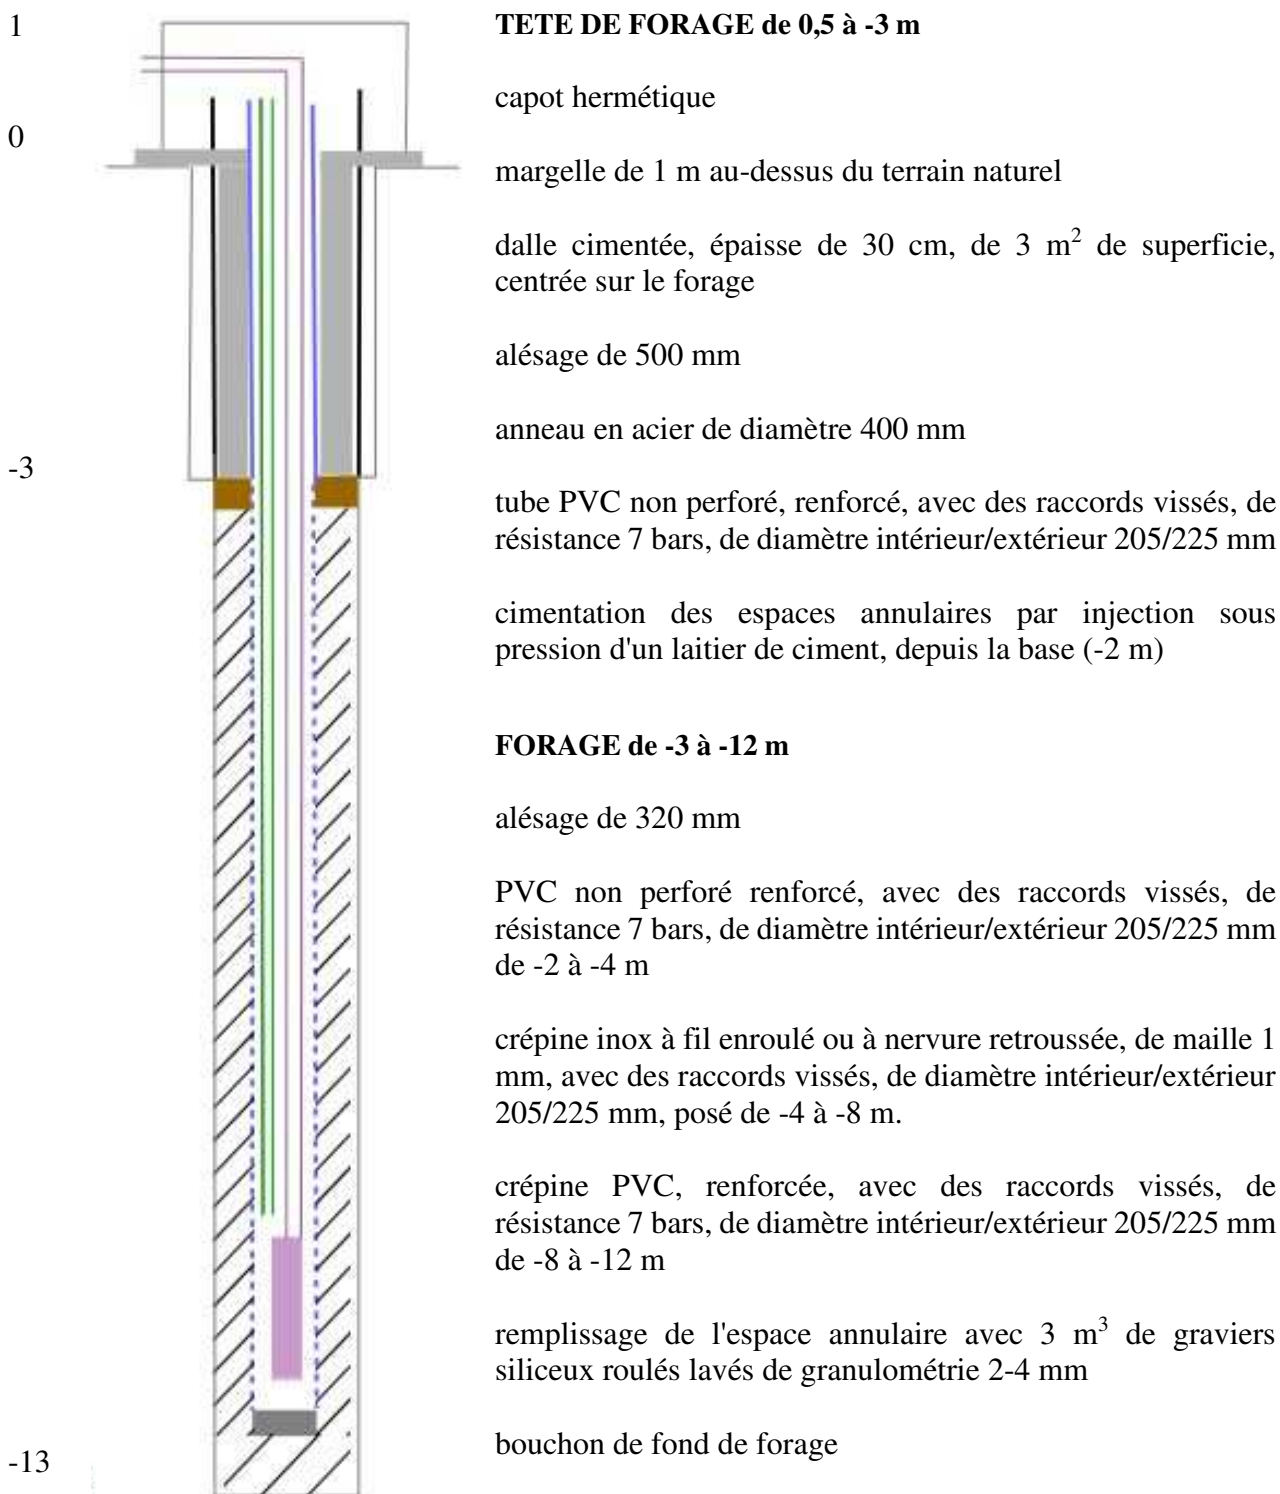 1
TETE DE FORAGE de 0,5 à -3 m
capot hermétique
0
margelle de 1 m au-dessus du terrain naturel
dalle cimentée, épaisse de 30 cm, de 3 m² de superficie,
centrée sur le forage
alésage de 500 mm
anneau en acier de diamètre 400 mm
-3
tube PVC non perforé, renforcé, avec des raccords vissés, de
résistance 7 bars, de diamètre intérieur/extérieur 205/225 mm
cimentation des espaces annulaires par injection sous
pression d'un laitier de ciment, depuis la base (-2 m)
FORAGE de -3 à -12 m
alésage de 320 mm
PVC non perforé renforcé, avec des raccords vissés, de
résistance 7 bars, de diamètre intérieur/extérieur 205/225 mm
de -2 à -4 m
crépine inox à fil enroulé ou à nervure retroussée, de maille 1
mm, avec des raccords vissés, de diamètre intérieur/extérieur
205/225 mm, posé de -4 à -8 m.
crépine PVC, renforcée, avec des raccords vissés, de
résistance 7 bars, de diamètre intérieur/extérieur 205/225 mm
de -8 à -12 m
remplissage de l'espace annulaire avec 3 m³ de graviers
siliceux roulés lavés de granulométrie 2-4 mm
bouchon de fond de forage
-13